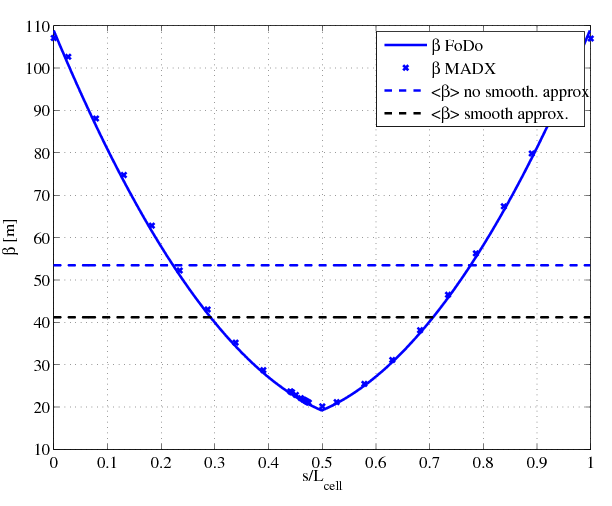 110
100
90
80
70
60
50
40
30
20
10
β [m]
β FoDo
β MADX
<β> no smooth. approx
<β> smooth approx.
0 0.1 0.2 0.3 0.4 0.5 0.6 0.7 0.8 0.9 1
s/L_cell